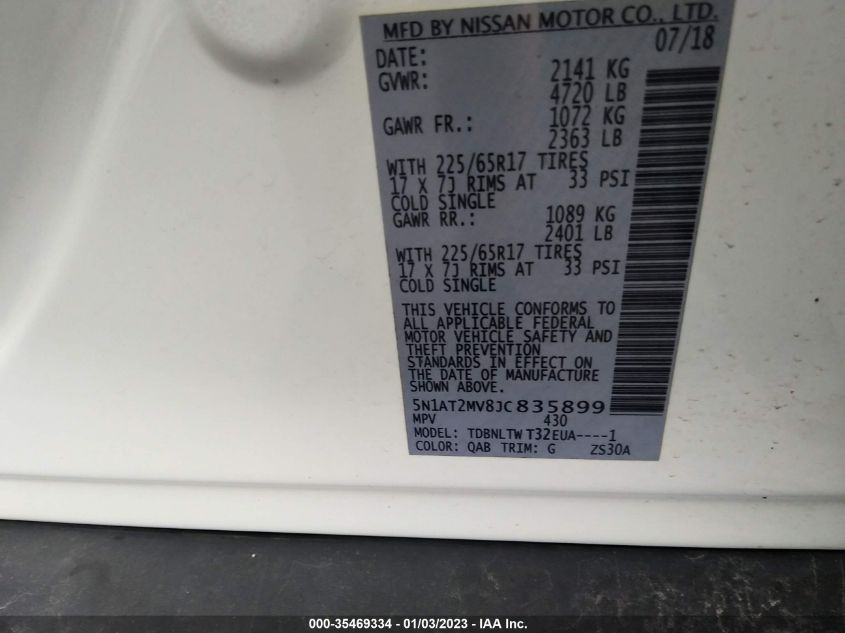 MFD BY NISSAN MOTOR CO., LTD.
DATE: 07/18
GVWR: 2141 KG
4720 LB
GAWR FR.: 1072 KG
2363 LB
WITH 225/65R17 TIRES
17 X 7J RIMS AT 33 PSI
COLD SINGLE
GAWR RR.: 1089 KG
2401 LB
WITH 225/65R17 TIRES
17 X 7J RIMS AT 33 PSI
COLD SINGLE
THIS VEHICLE CONFORMS TO
ALL APPLICABLE FEDERAL
MOTOR VEHICLE SAFETY AND
THEFT PREVENTION
STANDARDS IN EFFECT ON
THE DATE OF MANUFACTURE
SHOWN ABOVE.
5N1AT2MV8JC835899
MPV 430
MODEL: TDBNLTW T32EUA----1
COLOR: QAB TRIM: G ZS30A
000-35469334 - 01/03/2023 - IAA Inc.